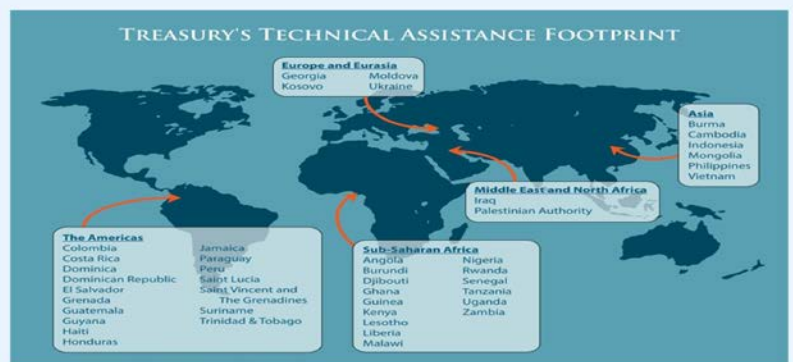 TREASURY'S TECHNICAL ASSISTANCE FOOTPRINT
Europe and Eurasia
Georgia Moldova
Kosovo Ukraine
Asia
Burma
Cambodia
Indonesia
Mongolia
Philippines
Vietnam
Middle East and North Africa
Iraq
Palestinian Authority
The Americas
Colombia
Costa Rica
Dominica
Dominican Republic
El Salvador
Grenada
Guatemala
Guyana
Haiti
Honduras
Jamaica
Paraguay
Peru
Saint Lucia
Saint Vincent and
The Grenadines
Suriname
Trinidad & Tobago
Sub-Saharan Africa
Angola
Burundi
Djibouti
Ghana
Guinea
Kenya
Lesotho
Liberia
Malawi
Nigeria
Rwanda
Senegal
Tanzania
Uganda
Zambia